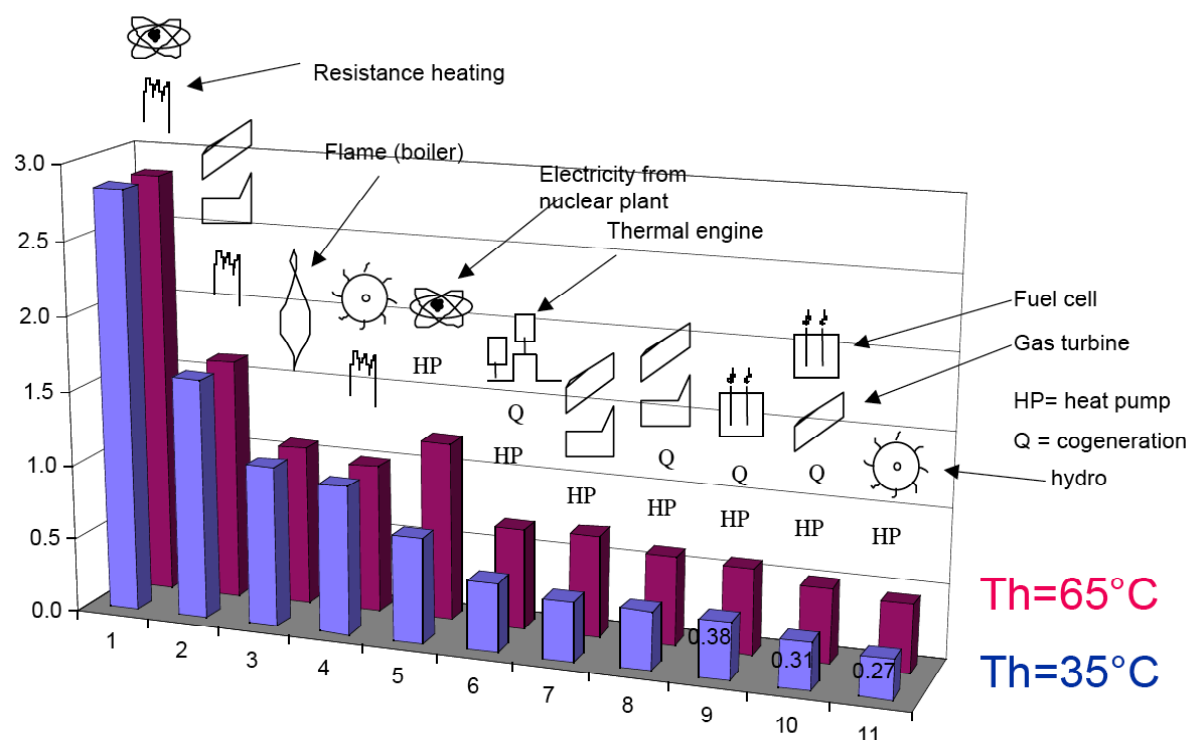 Resistance heating
Flame (boiler)
Electricity from
nuclear plant
Thermal engine
3.0
2.5
2.0
1.5
1.0
0.5
0.0
Fuel cell
Gas turbine
HP= heat pump
Q = cogeneration
hydro
HP
Q
HP
HP
Q
HP
Q
HP
Q
HP
HP
0.38
0.31
0.27
Th=65°C
Th=35°C
1
2
3
4
5
6
7
8
9
10
11